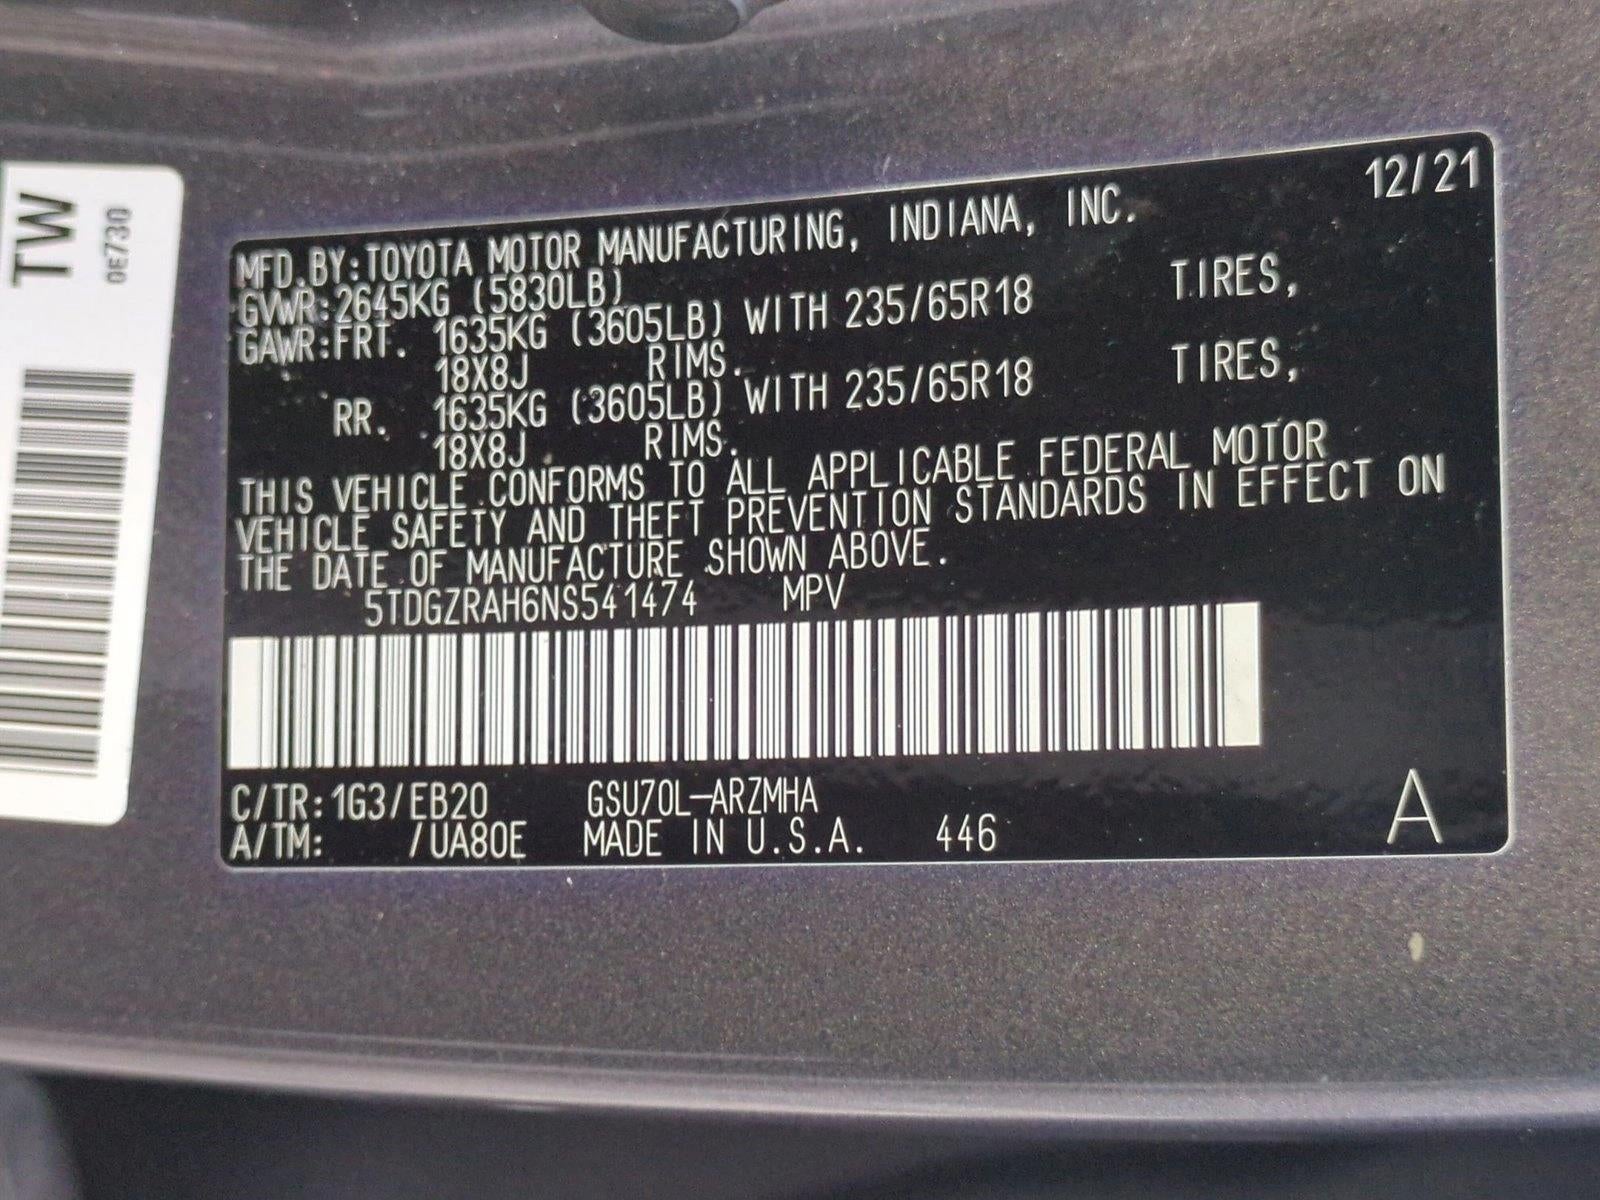 TW
0E730
12/21
MFD.BY:TOYOTA MOTOR MANUFACTURING, INDIANA, INC.
GVWR:2645KG (5830LB)
GAWR:FRT. 1635KG (3605LB) WITH 235/65R18 TIRES,
18X8J RIMS.
RR. 1635KG (3605LB) WITH 235/65R18 TIRES,
18X8J RIMS.
THIS VEHICLE CONFORMS TO ALL APPLICABLE FEDERAL MOTOR
VEHICLE SAFETY AND THEFT PREVENTION STANDARDS IN EFFECT ON
THE DATE OF MANUFACTURE SHOWN ABOVE.
5TDGZRAH6NS541474 MPV
C/TR:1G3/EB20 GSU70L-ARZMHA
A/TM: /UA80E MADE IN U.S.A. 446 A